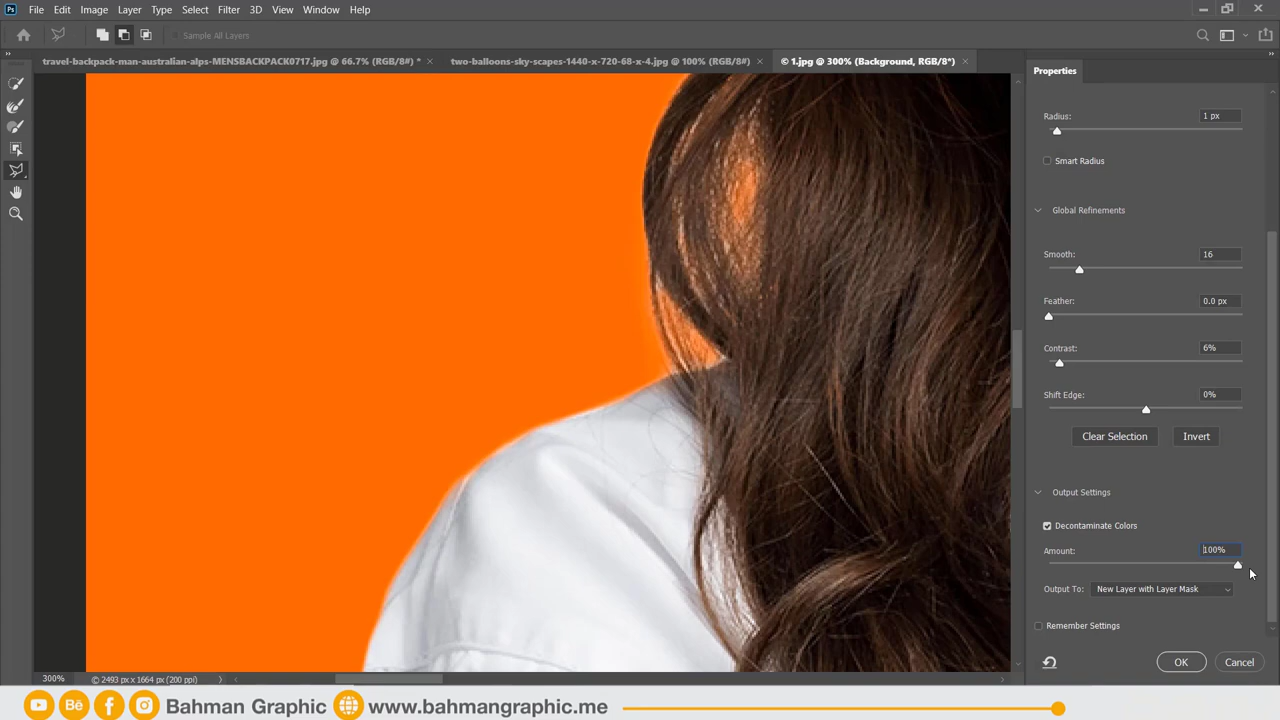 Ps File Edit Image Layer Type Select Filter 3D View Window Help
Sample All Layers
travel-backpack-man-australian-alps-MENSBACKPACK0717.jpg @ 66.7% (RGB/8#) * × two-balloons-sky-scapes-1440-x-720-68-x-4.jpg @ 100% (RGB/8#) × © 1.jpg @ 300% (Background, RGB/8*) ×
Properties
Radius: 1 px
Smart Radius
Global Refinements
Smooth: 16
Feather: 0.0 px
Contrast: 6%
Shift Edge: 0%
Clear Selection Invert
Output Settings
Decontaminate Colors
Amount: 100%
Output To: New Layer with Layer Mask
Remember Settings
OK Cancel
300% © 2493 px x 1664 px (200 ppi)
Bē Bahman Graphic www.bahmangraphic.me